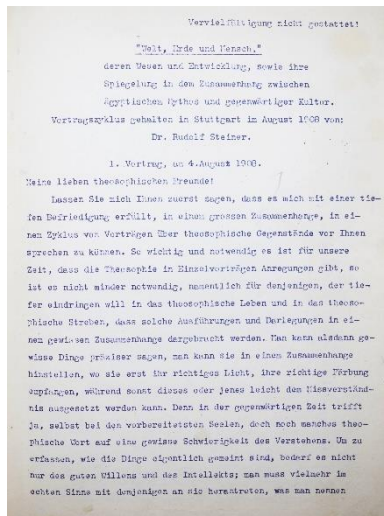 Vervielfältigung nicht gestattet!
"Welt, Erde und Mensch,"
deren Wesen und Entwicklung, sowie ihre
Spiegelung in dem Zusammenhang zwischen
ägyptischem Mythos und gegenwärtiger Kultur.
Vortragszyklus gehalten in Stuttgart im August 1908 von:
Dr. Rudolf Steiner.
1. Vortrag, am 4. August 1908.
Meine lieben theosophischen Freunde!
Lassen Sie mich Ihnen zuerst sagen, dass es mich mit einer tie-
fen Befriedigung erfüllt, in einem grossen Zusammenhange, in ei-
nem Zyklus von Vorträgen über theosophische Gegenstände vor Ihnen
sprechen zu können. So wichtig und notwendig es ist für unsere
Zeit, dass die Theosophie in Einzelvorträgen Anregungen gibt, so
ist es nicht minder notwendig, namentlich für denjenigen, der tie-
fer eindringen will in das theosophische Leben und in das theoso-
phische Streben, dass solche Ausführungen und Darlegungen in ei-
nem gewissen Zusammenhange dargebracht werden. Man kann alsdann ge-
wisse Dinge präziser sagen, man kann sie in einem Zusammenhange
hinstellen, wo sie erst ihr richtiges Licht, ihre richtige Färbung
empfangen, während sonst dieses oder jenes leicht dem Missverständ-
nis ausgesetzt werden kann. Denn in der gegenwärtigen Zeit trifft
ja, selbst bei den vorbereitetsten Seelen, doch noch manches theo-
phische Wort auf eine gewisse Schwierigkeit des Verstehens. Um zu
erfassen, wie die Dinge eigentlich gemeint sind, bedarf es nicht
nur des guten Willens und des Intellekts; man muss vielmehr im
echten Sinne mit demjenigen an sie herantreten, was man nennen